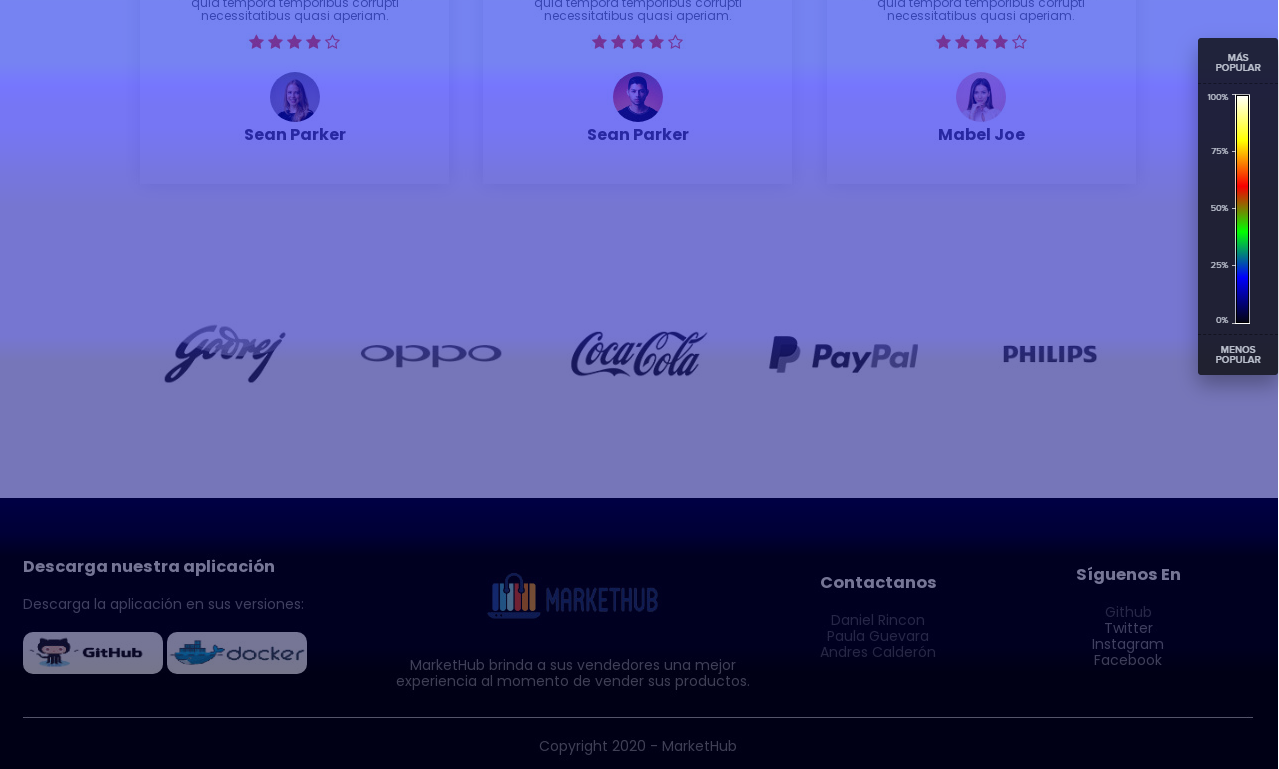 quia tempora temporibus corrupti
necessitatibus quasi aperiam.
quia tempora temporibus corrupti
necessitatibus quasi aperiam.
quia tempora temporibus corrupti
necessitatibus quasi aperiam.
Sean Parker
Sean Parker
Mabel Joe
MÁS
POPULAR
100%
75%
50%
25%
0%
MENOS
POPULAR
Godrej
oppo
Coca-Cola
PayPal
PHILIPS
Descarga nuestra aplicación
Descarga la aplicación en sus versiones:
GitHub
docker
MARKETHUB
MarketHub brinda a sus vendedores una mejor
experiencia al momento de vender sus productos.
Contactanos
Daniel Rincon
Paula Guevara
Andres Calderón
Síguenos En
Github
Twitter
Instagram
Facebook
Copyright 2020 - MarketHub